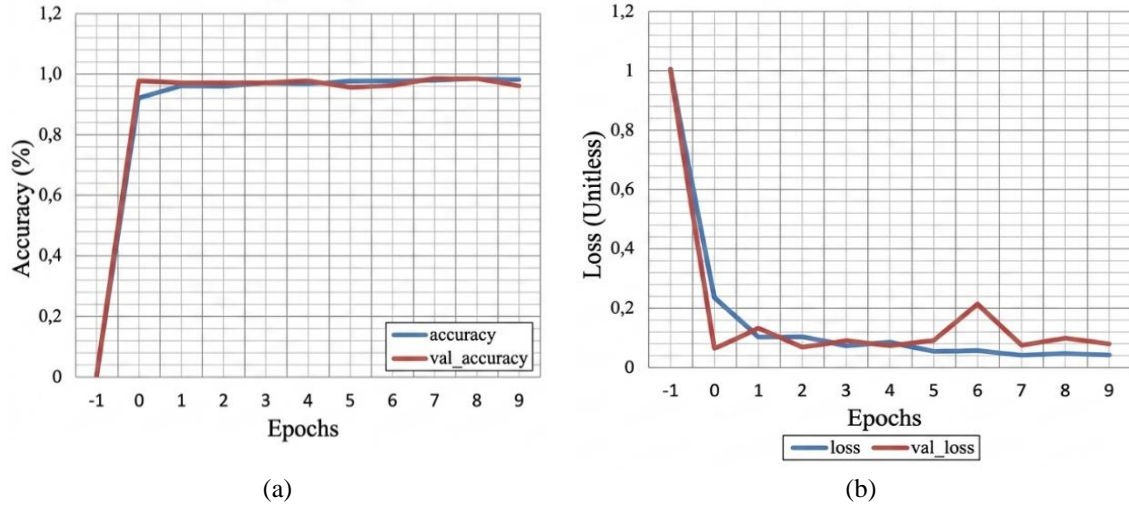 1,2
1,0
0,8
0,6
0,4
0,2
0
Accuracy (%)
-1 0 1 2 3 4 5 6 7 8 9
Epochs
accuracy
val_accuracy
(a)
1,2
1
0,8
0,6
0,4
0,2
0
Loss (Unitless)
-1 0 1 2 3 4 5 6 7 8 9
Epochs
loss val_loss
(b)